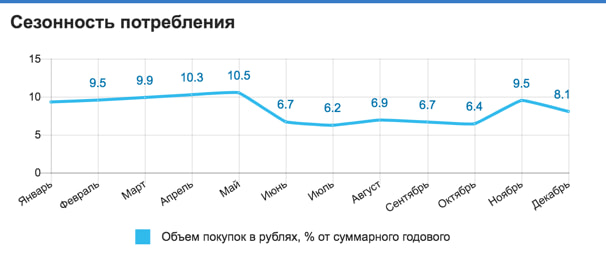 Сезонность потребления
15
10
5
0
9.5
9.9
10.3
10.5
6.7
6.2
6.9
6.7
6.4
9.5
8.1
Январь
Февраль
Март
Апрель
Май
Июнь
Июль
Август
Сентябрь
Октябрь
Ноябрь
Декабрь
Объем покупок в рублях, % от суммарного годового